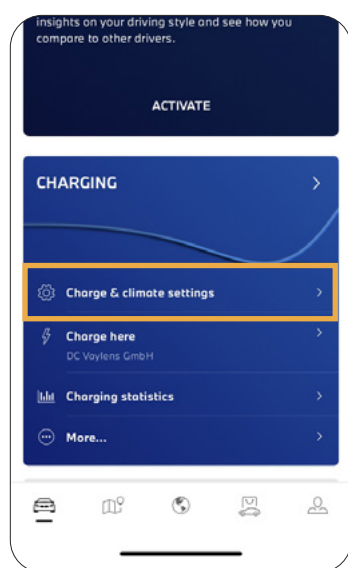 insights on your driving style and see how you
compare to other drivers.
ACTIVATE
CHARGING
Charge & climate settings
Charge here
DC Vaylens GmbH
Charging statistics
More...